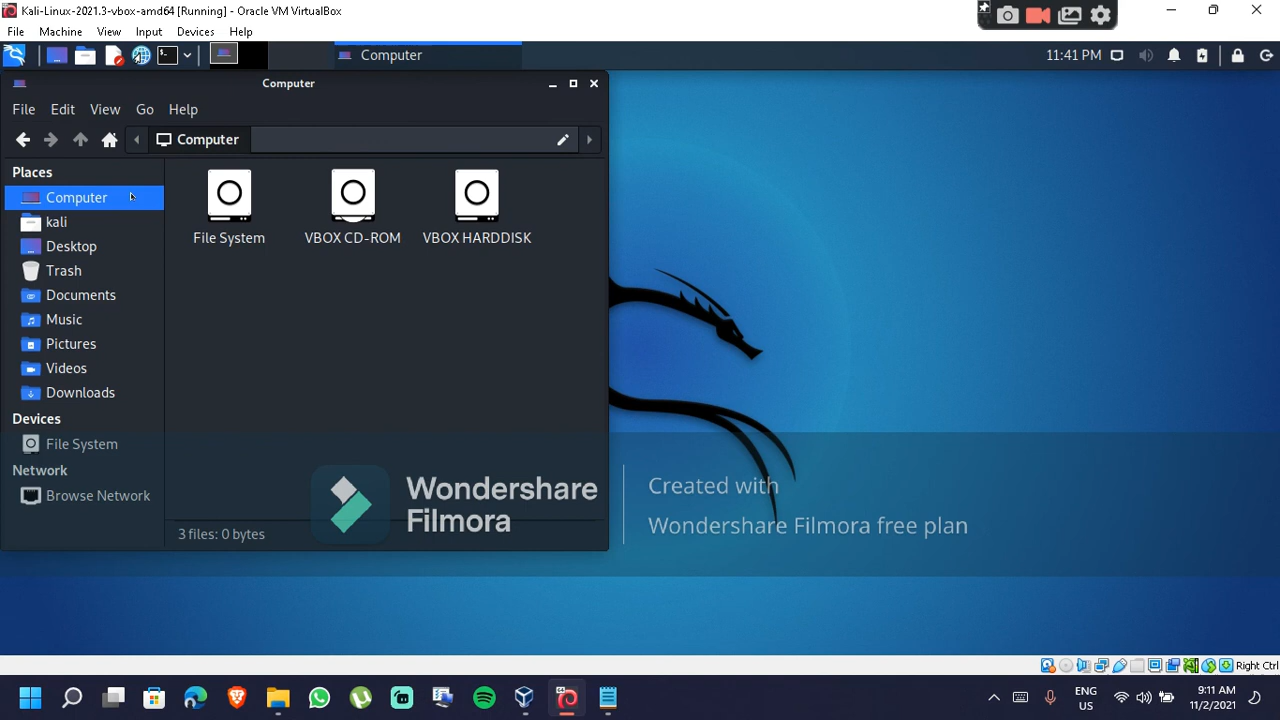 Kali-Linux-2021.3-vbox-amd64 [Running] - Oracle VM VirtualBox
File Machine View Input Devices Help
Computer
11:41 PM
Computer
File Edit View Go Help
Computer
Places
Computer
kali
Desktop
Trash
Documents
Music
Pictures
Videos
Downloads
Devices
File System
Network
Browse Network
File System
VBOX CD-ROM
VBOX HARDDISK
3 files: 0 bytes
Wondershare
Filmora
Created with
Wondershare Filmora free plan
Right Ctrl
ENG
US
9:11 AM
11/2/2021